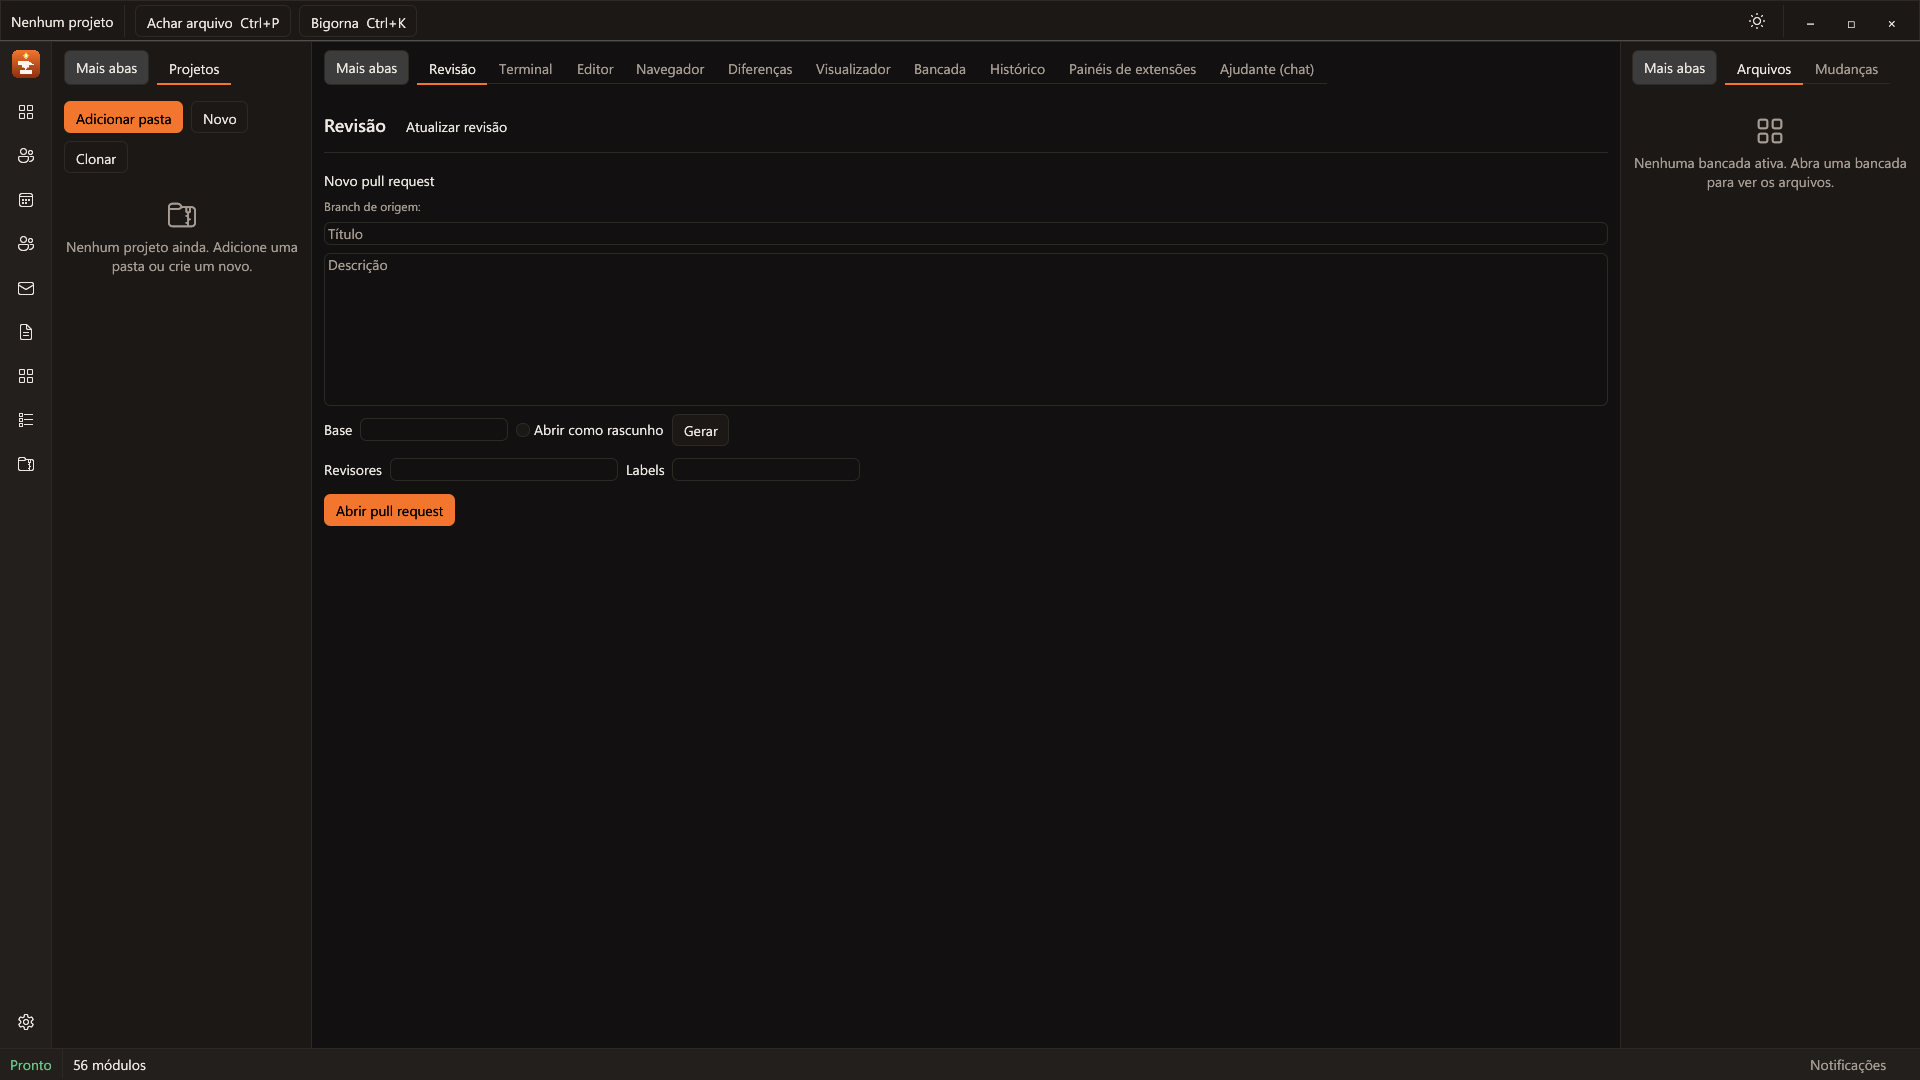 Nenhum projeto
Achar arquivo Ctrl+P
Bigorna Ctrl+K
Mais abas
Projetos
Adicionar pasta
Novo
Clonar
Nenhum projeto ainda. Adicione uma
pasta ou crie um novo.
Mais abas
Revisão
Terminal
Editor
Navegador
Diferenças
Visualizador
Bancada
Histórico
Painéis de extensões
Ajudante (chat)
Revisão
Atualizar revisão
Novo pull request
Branch de origem:
Título
Descrição
Base
Abrir como rascunho
Gerar
Revisores
Labels
Abrir pull request
Mais abas
Arquivos
Mudanças
Nenhuma bancada ativa. Abra uma bancada
para ver os arquivos.
Pronto
56 módulos
Notificações